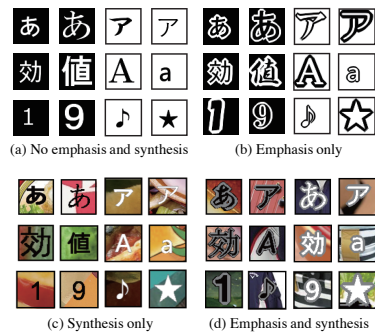 あ あ ア ア あ あ ア ア
効 値 A a 効 値 A a
1 9 ♪ ★ 1 9 ♪ ☆
(a) No emphasis and synthesis (b) Emphasis only
あ あ ア ア あ ア あ ア
効 値 A a 効 A 効 a
1 9 ♪ ★ 1 ♪ 9 ★
(c) Synthesis only (d) Emphasis and synthesis